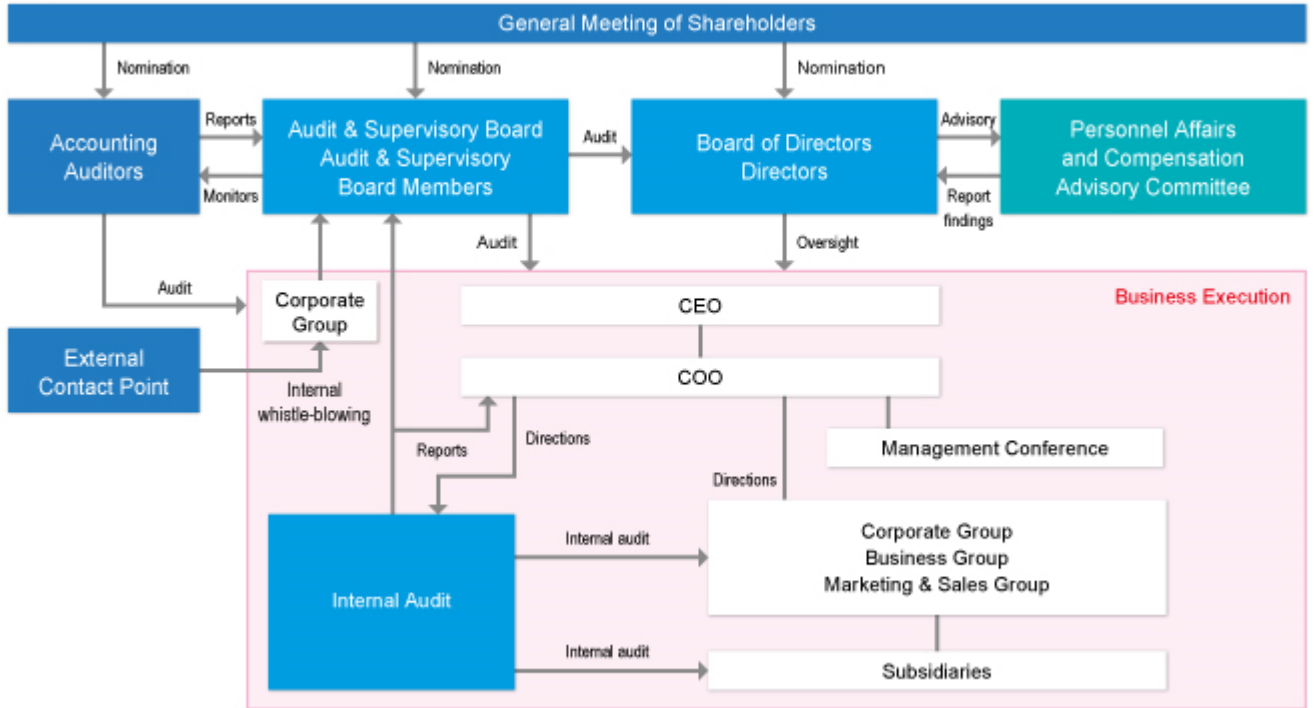 General Meeting of Shareholders
Nomination
Nomination
Nomination
Accounting
Auditors
Reports
Monitors
Audit & Supervisory Board
Audit & Supervisory
Board Members
Audit
Board of Directors
Directors
Advisory
Report
findings
Personnel Affairs
and Compensation
Advisory Committee
Audit
Audit
Oversight
Business Execution
Corporate
Group
CEO
External
Contact Point
Internal
whistle-blowing
COO
Reports
Directions
Directions
Management Conference
Internal Audit
Internal audit
Corporate Group
Business Group
Marketing & Sales Group
Internal audit
Subsidiaries